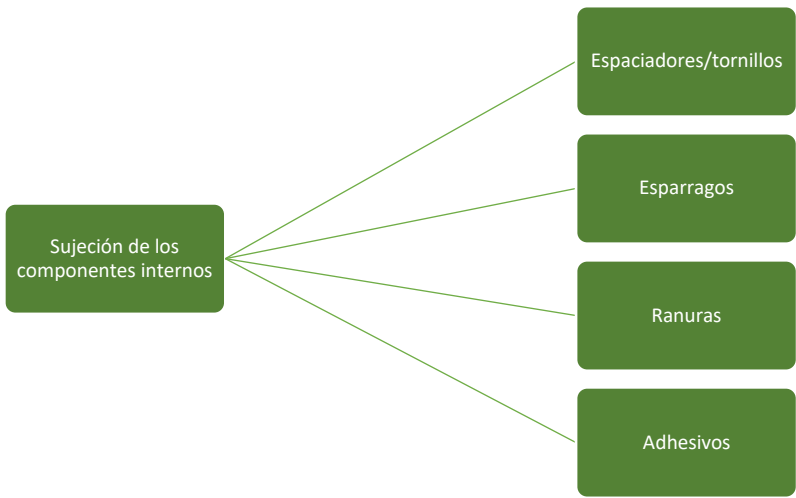 Espaciadores/tornillos
Esparragos
Sujeción de los
componentes internos
Ranuras
Adhesivos